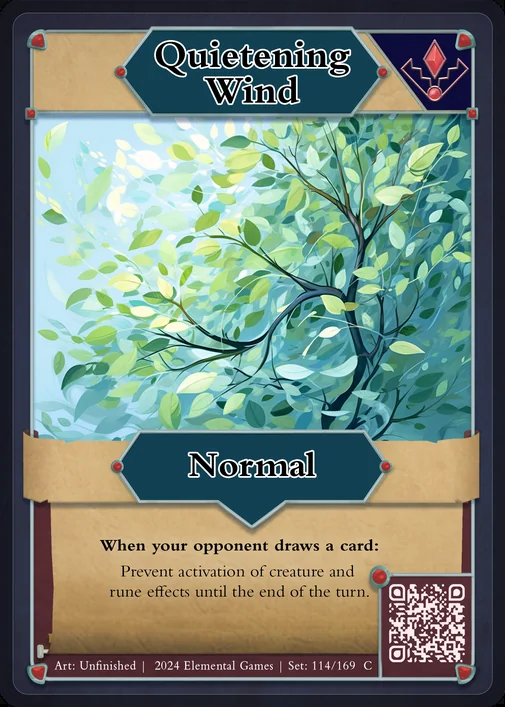 Quietening
Wind
Normal
When your opponent draws a card:
Prevent activation of creature and
rune effects until the end of the turn.
Art: Unfinished | 2024 Elemental Games | Set: 114/169 C